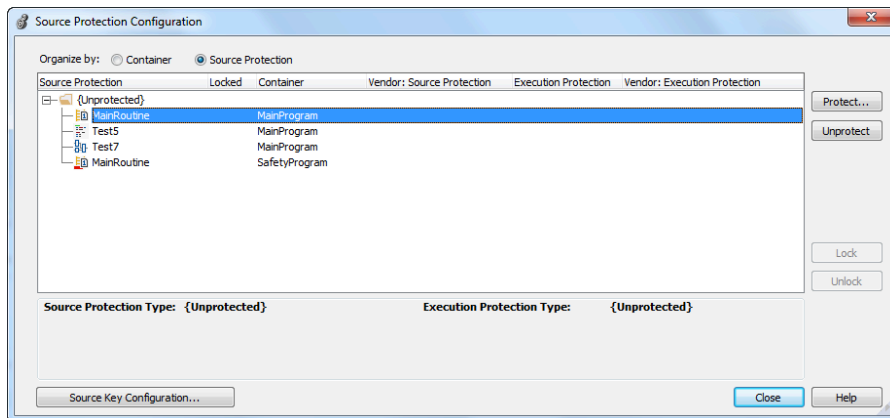 Source Protection Configuration
Organize by: Container Source Protection
Source Protection Locked Container Vendor: Source Protection Execution Protection Vendor: Execution Protection
{Unprotected}
MainRoutine MainProgram
Test5 MainProgram
Test7 MainProgram
MainRoutine SafetyProgram
Protect...
Unprotect
Lock
Unlock
Source Protection Type: {Unprotected} Execution Protection Type: {Unprotected}
Source Key Configuration... Close Help